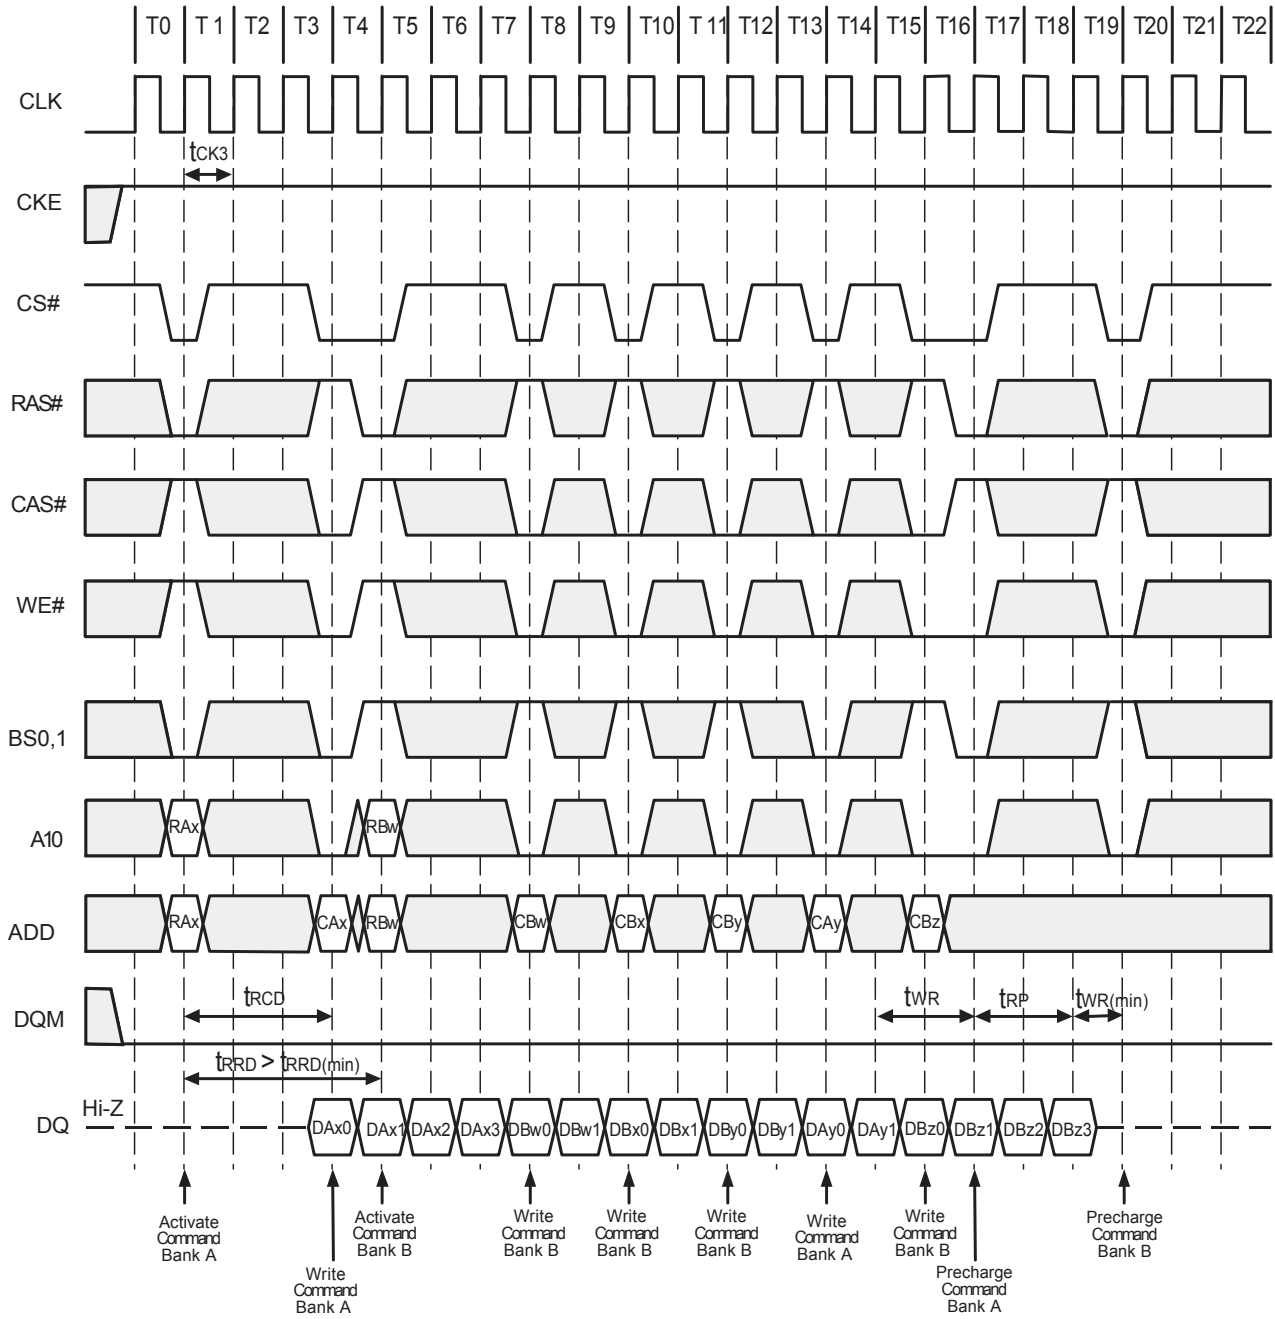 T0 T 1 T2 T3 T4 T5 T6 T7 T8 T9 T10 T 11 T12 T13 T14 T15 T16 T17 T18 T19 T20 T21 T22
CLK
tCK3
CKE
CS#
RAS#
CAS#
WE#
BS0,1
A10 RAx RBw
ADD RAx CAx RBw CBw CBx CBy CAy CBz
DQM tRCD tWR tRP tWR(min)
tRRD > tRRD(min)
Hi-Z
DQ DAx0 DAx1 DAx2 DAx3 DBw0 DBw1 DBx0 DBx1 DBy0 DBy1 DAy0 DAy1 DBz0 DBz1 DBz2 DBz3
Activate
Command
Bank A
Write
Command
Bank A
Activate
Command
Bank B
Write
Command
Bank B
Write
Command
Bank B
Write
Command
Bank B
Write
Command
Bank A
Write
Command
Bank B
Precharge
Command
Bank A
Precharge
Command
Bank B